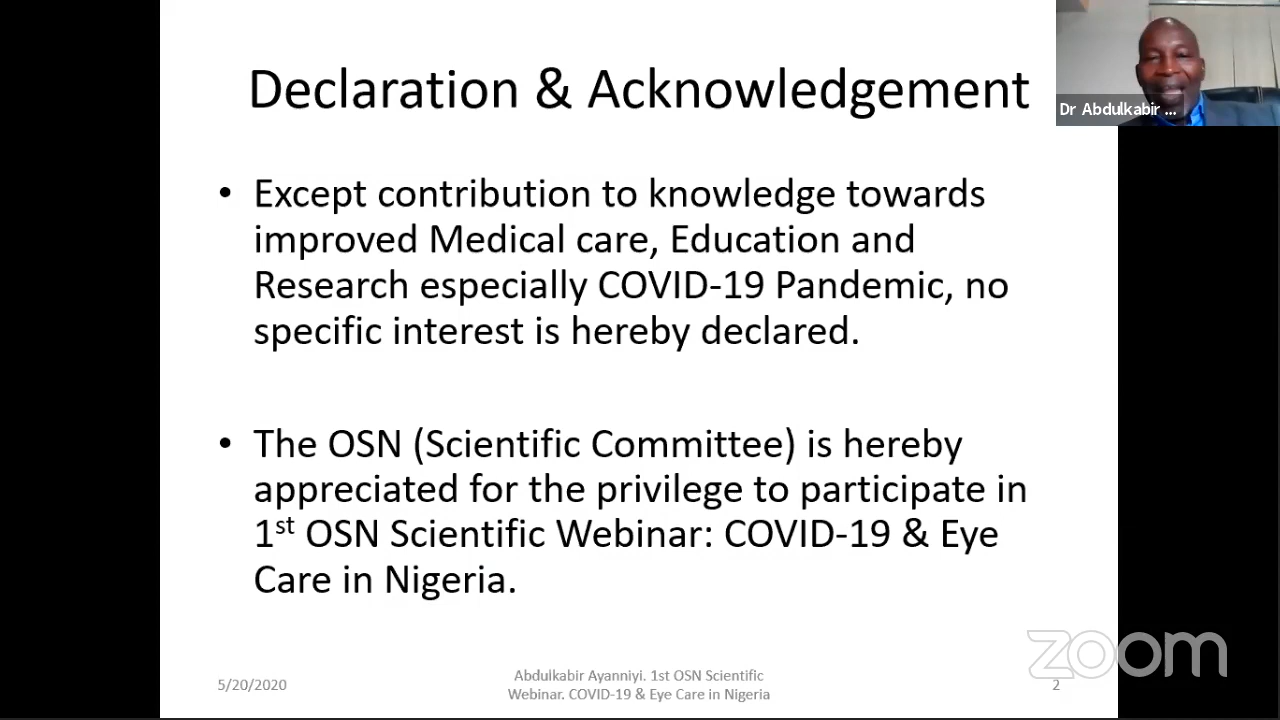 Declaration & Acknowledgement
Dr Abdulkabir ...
• Except contribution to knowledge towards
improved Medical care, Education and
Research especially COVID-19 Pandemic, no
specific interest is hereby declared.
• The OSN (Scientific Committee) is hereby
appreciated for the privilege to participate in
1st OSN Scientific Webinar: COVID-19 & Eye
Care in Nigeria.
zoom
5/20/2020
Abdulkabir Ayanniyi. 1st OSN Scientific
Webinar. COVID-19 & Eye Care in Nigeria
2